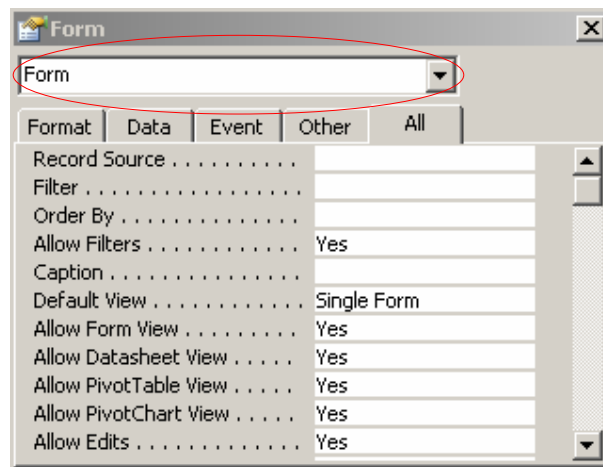 Form
Form
Format Data Event Other All
Record Source . . . . . . . . . .
Filter . . . . . . . . . . . . . . . . . .
Order By . . . . . . . . . . . . . . .
Allow Filters . . . . . . . . . . . . Yes
Caption . . . . . . . . . . . . . . . .
Default View . . . . . . . . . . . . Single Form
Allow Form View . . . . . . . . . Yes
Allow Datasheet View . . . . . Yes
Allow PivotTable View . . . . . Yes
Allow PivotChart View . . . . . Yes
Allow Edits . . . . . . . . . . . . . Yes